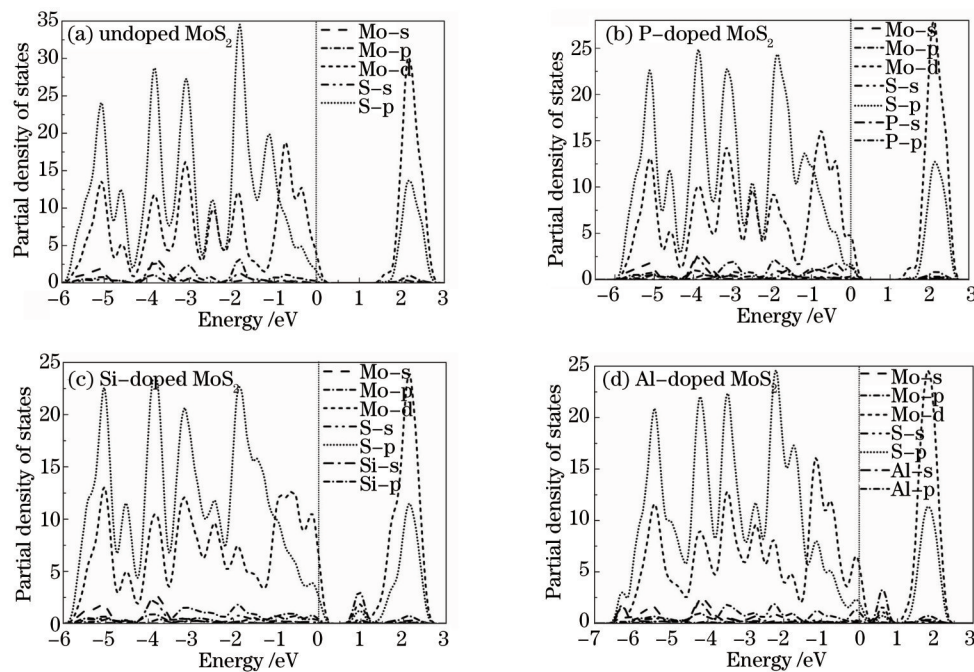 (a) undoped MoS₂
Mo-s
Mo-p
Mo-d
S-s
S-p
Partial density of states
35
30
25
20
15
10
5
0
−6 −5 −4 −3 −2 −1 0 1 2 3
Energy /eV
(b) P-doped MoS₂
Mo-s
Mo-p
Mo-d
S-s
S-p
P-s
P-p
Partial density of states
25
20
15
10
5
0
−6 −5 −4 −3 −2 −1 0 1 2 3
Energy /eV
(c) Si-doped MoS₂
Mo-s
Mo-p
Mo-d
S-s
S-p
Si-s
Si-p
Partial density of states
25
20
15
10
5
0
−6 −5 −4 −3 −2 −1 0 1 2 3
Energy /eV
(d) Al-doped MoS₂
Mo-s
Mo-p
Mo-d
S-s
S-p
Al-s
Al-p
Partial density of states
25
20
15
10
5
0
−7 −6 −5 −4 −3 −2 −1 0 1 2 3
Energy /eV